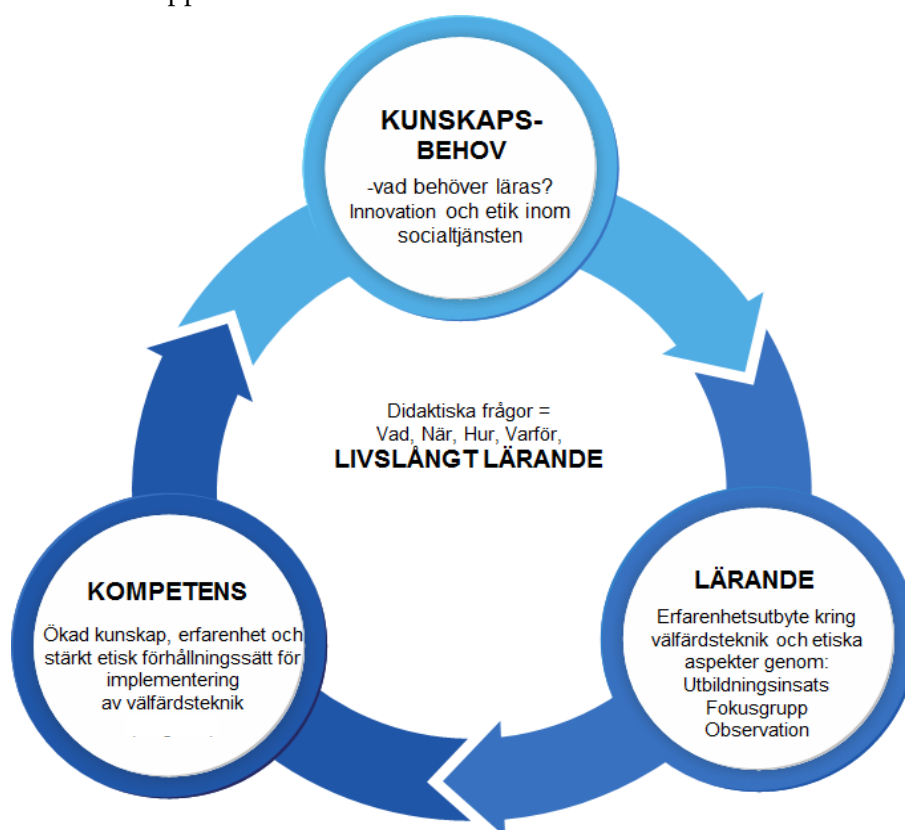 KUNSKAPS-
BEHOV
-vad behöver läras?
Innovation och etik inom
socialtjänsten
Didaktiska frågor =
Vad, När, Hur, Varför,
LIVSLÅNGT LÄRANDE
KOMPETENS
Ökad kunskap, erfarenhet och
stärkt etisk förhållningssätt för
implementering
av välfärdsteknik
LÄRANDE
Erfarenhetsutbyte kring
välfärdsteknik och etiska
aspekter genom:
Utbildningsinsats
Fokusgrupp
Observation